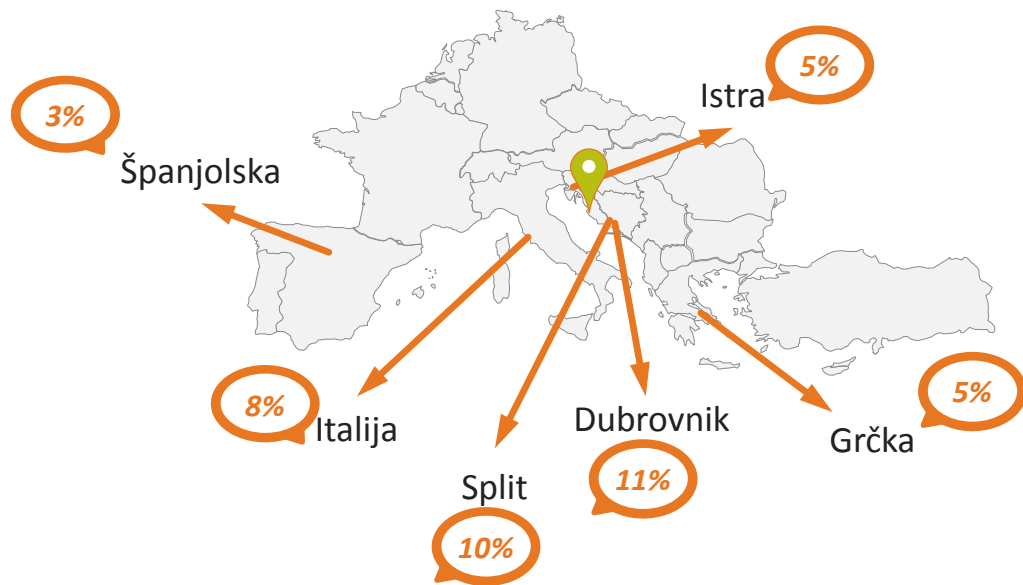 5%
Istra
3%
Španjolska
8%
Italija
Dubrovnik
11%
5%
Grčka
Split
10%